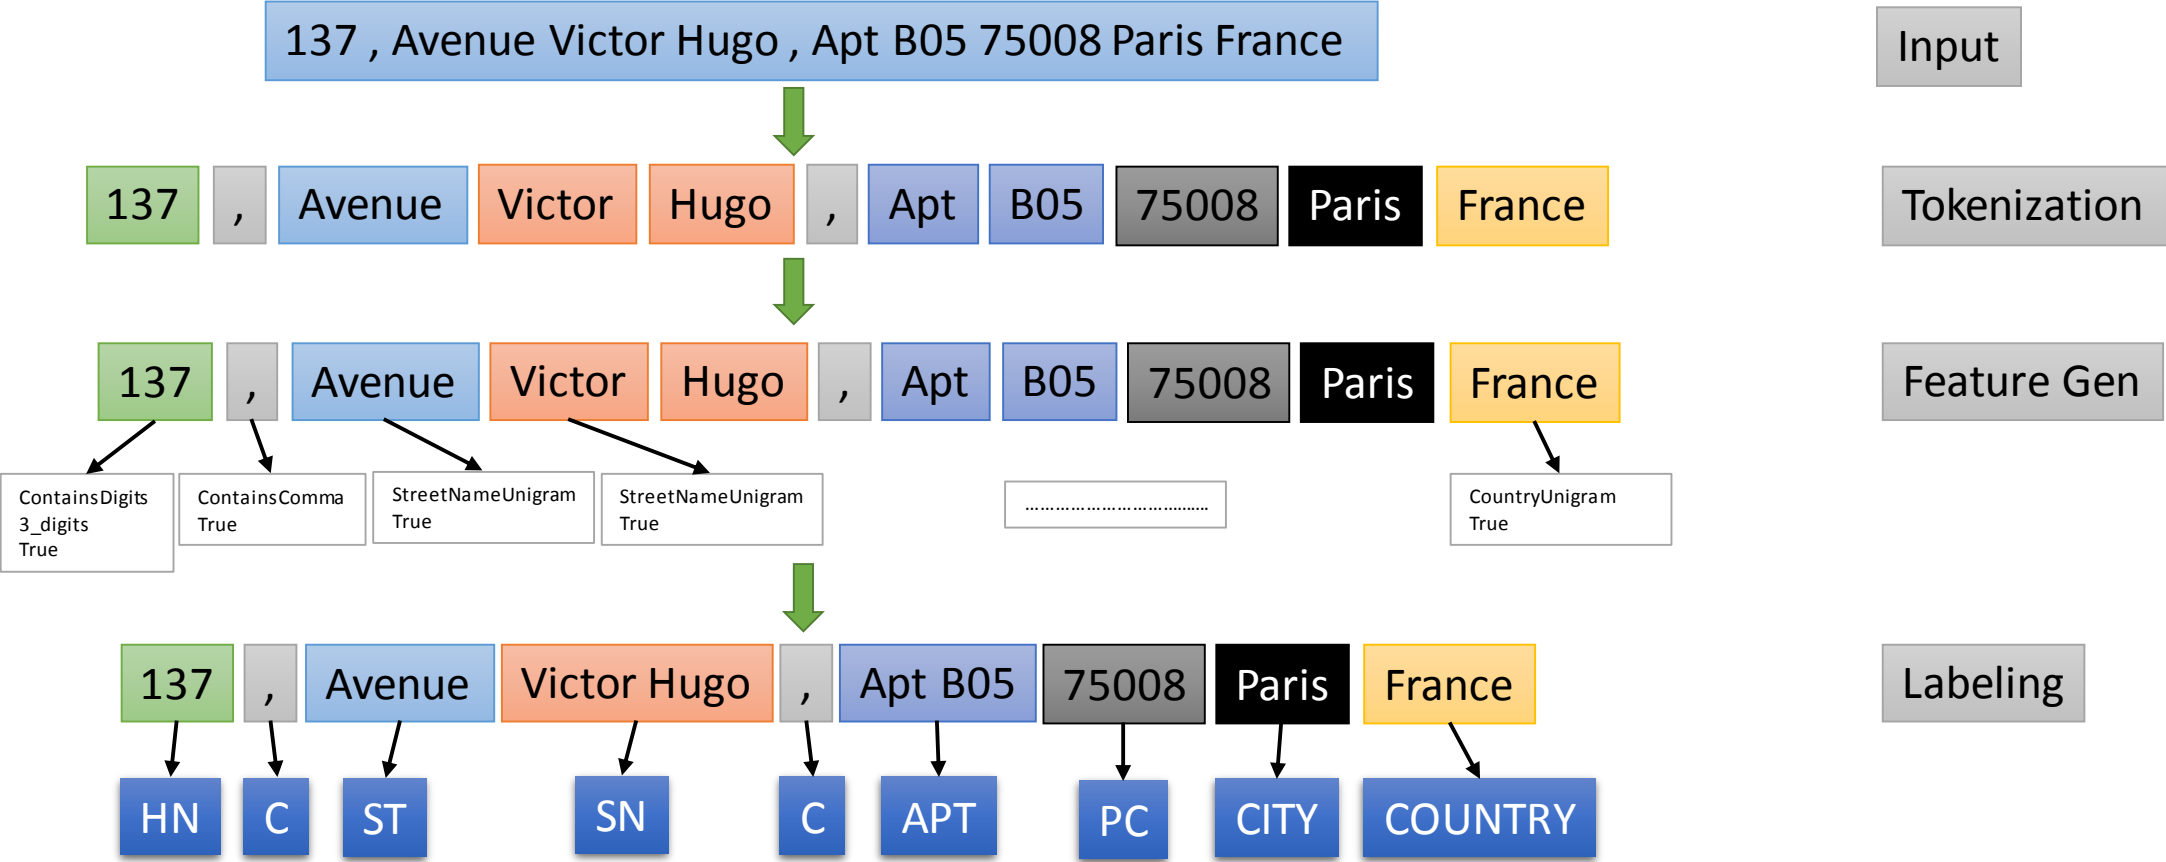 137 , Avenue Victor Hugo , Apt B05 75008 Paris France
Input
137 , Avenue Victor Hugo , Apt B05 75008 Paris France
Tokenization
137 , Avenue Victor Hugo , Apt B05 75008 Paris France
Feature Gen
ContainsDigits
3_digits
True
ContainsComma
True
StreetNameUnigram
True
StreetNameUnigram
True
....................................
CountryUnigram
True
137 , Avenue Victor Hugo , Apt B05 75008 Paris France
Labeling
HN C ST SN C APT PC CITY COUNTRY